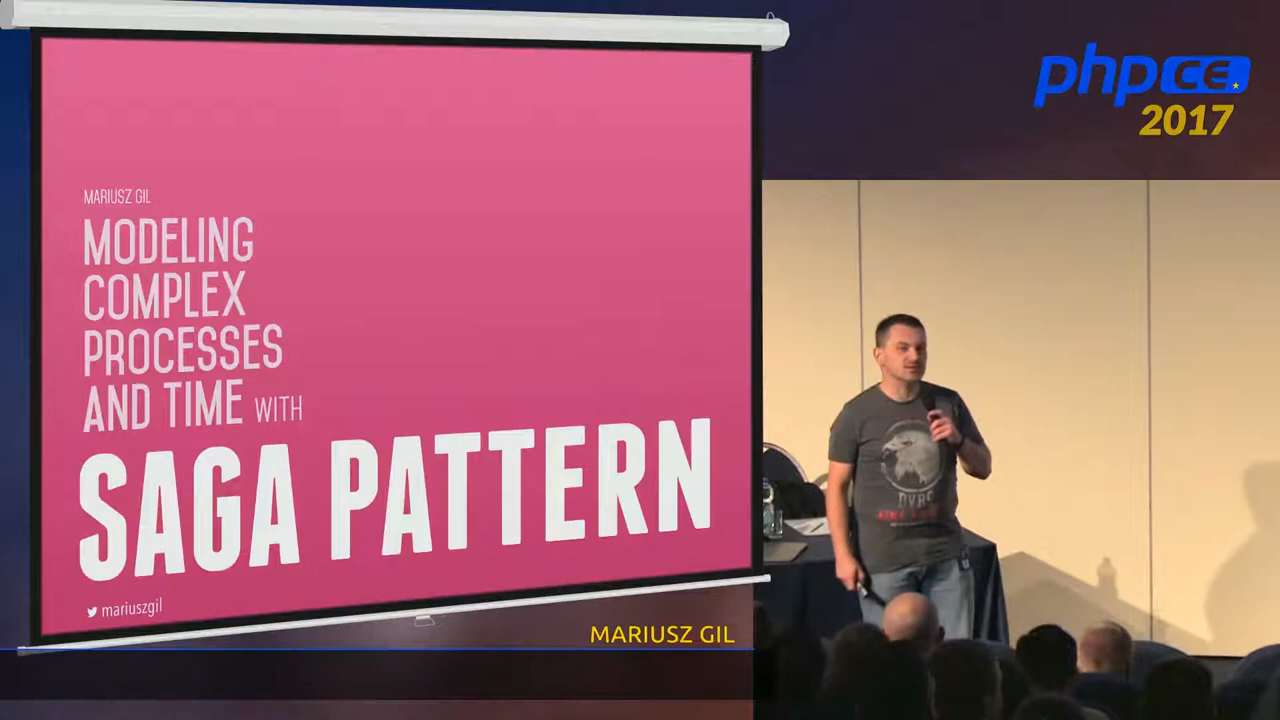 MARIUSZ GIL
MODELING
COMPLEX
PROCESSES
AND TIME WITH
SAGA PATTERN
mariuszgil
MARIUSZ GIL
phpCE
2017